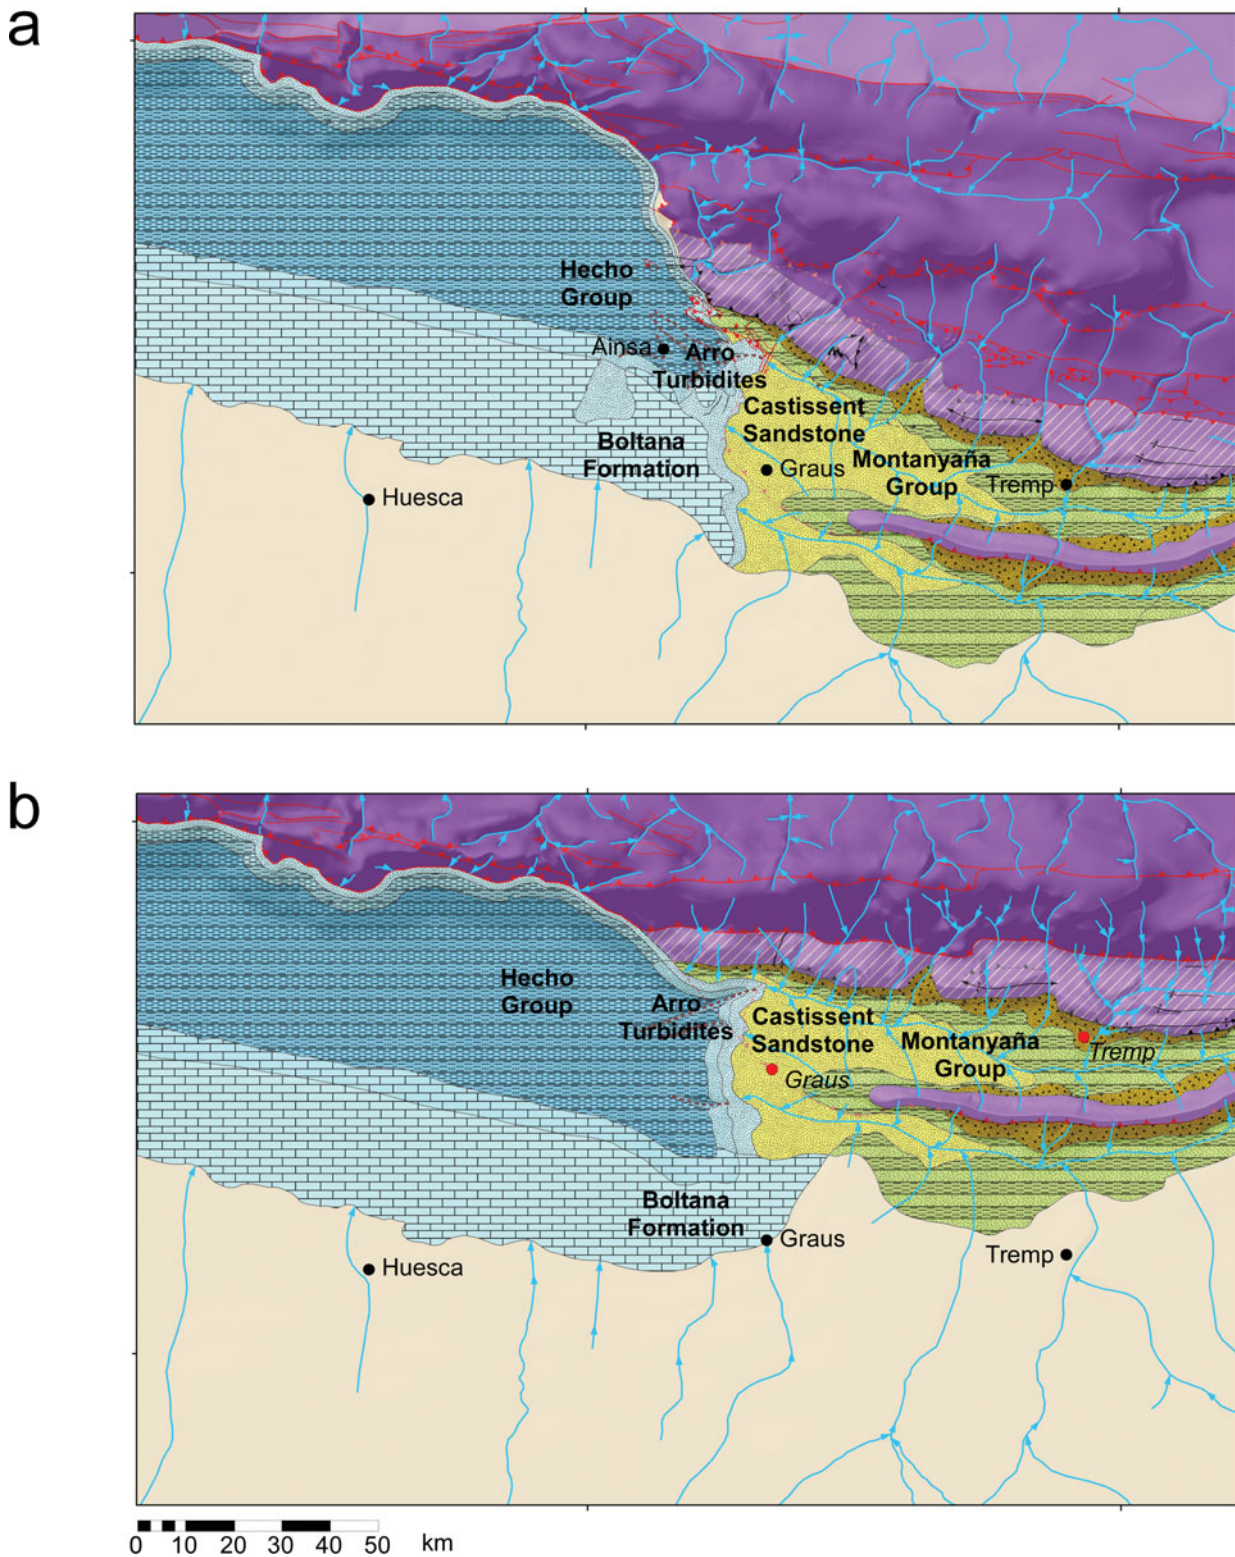 a
Hecho
Group
Ainsa
Arro
Turbidites
Castissent
Sandstone
Boltana
Formation
Montanyaña
Group
Graus
Tremp
Huesca
b
Hecho
Group
Arro
Turbidites
Castissent
Sandstone
Montanyaña
Group
Tremp
Graus
Boltana
Formation
Graus
Tremp
Huesca
0 10 20 30 40 50 km